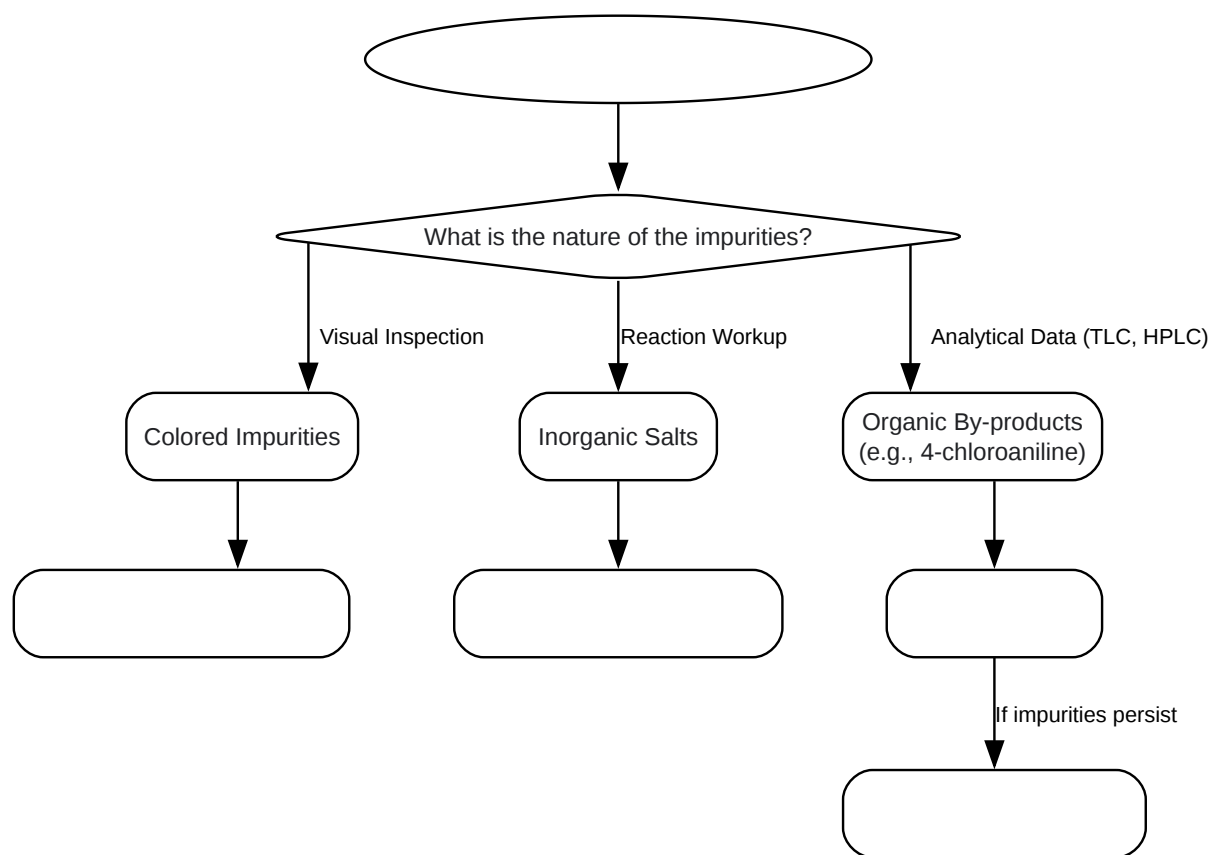 What is the nature of the impurities?
Visual Inspection
Reaction Workup
Analytical Data (TLC, HPLC)
Colored Impurities
Inorganic Salts
Organic By-products
(e.g., 4-chloroaniline)
If impurities persist